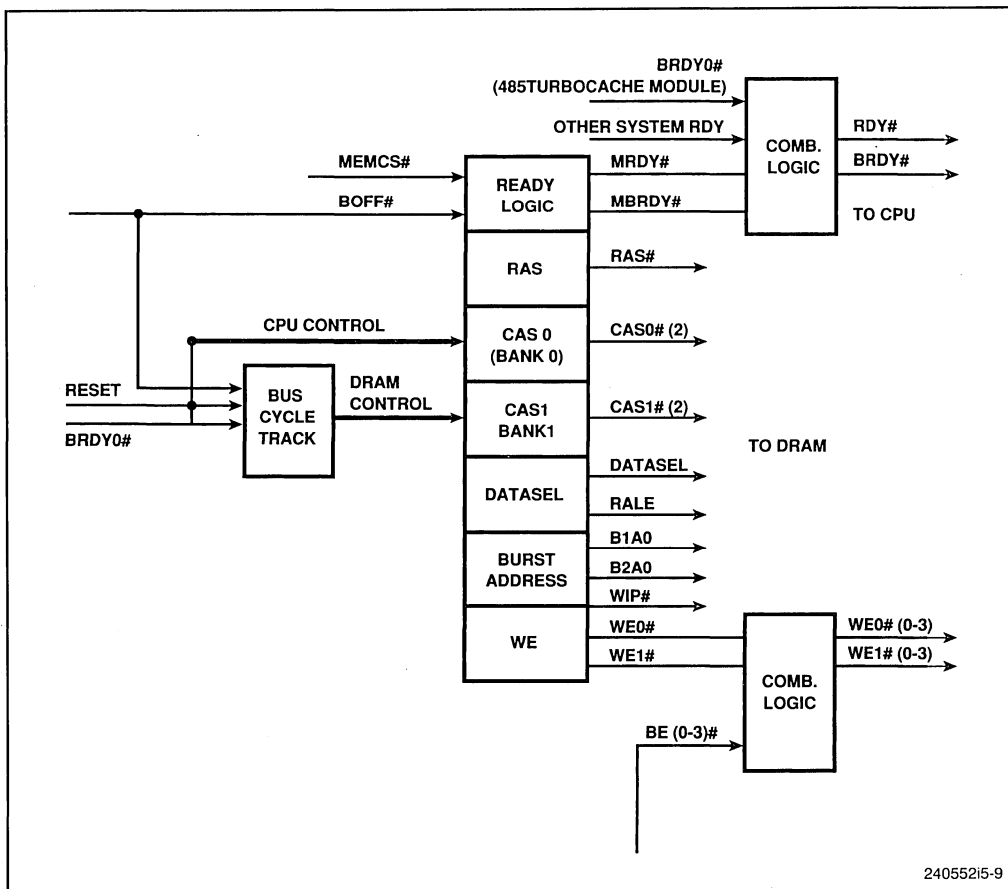 BRDY0#
(485TURBOCACHE MODULE)
OTHER SYSTEM RDY
COMB.
LOGIC
RDY#
BRDY#
TO CPU
MEMCS#
BOFF#
READY
LOGIC
MRDY#
MBRDY#
RAS
RAS#
CPU CONTROL
CAS 0
(BANK 0)
CAS0# (2)
RESET
BRDY0#
BUS
CYCLE
TRACK
DRAM
CONTROL
CAS1
BANK1
CAS1# (2)
TO DRAM
DATASEL
DATASEL
RALE
BURST
ADDRESS
B1A0
B2A0
WIP#
WE
WE0#
WE1#
COMB.
LOGIC
WE0# (0-3)
WE1# (0-3)
BE (0-3)#
240552i5-9